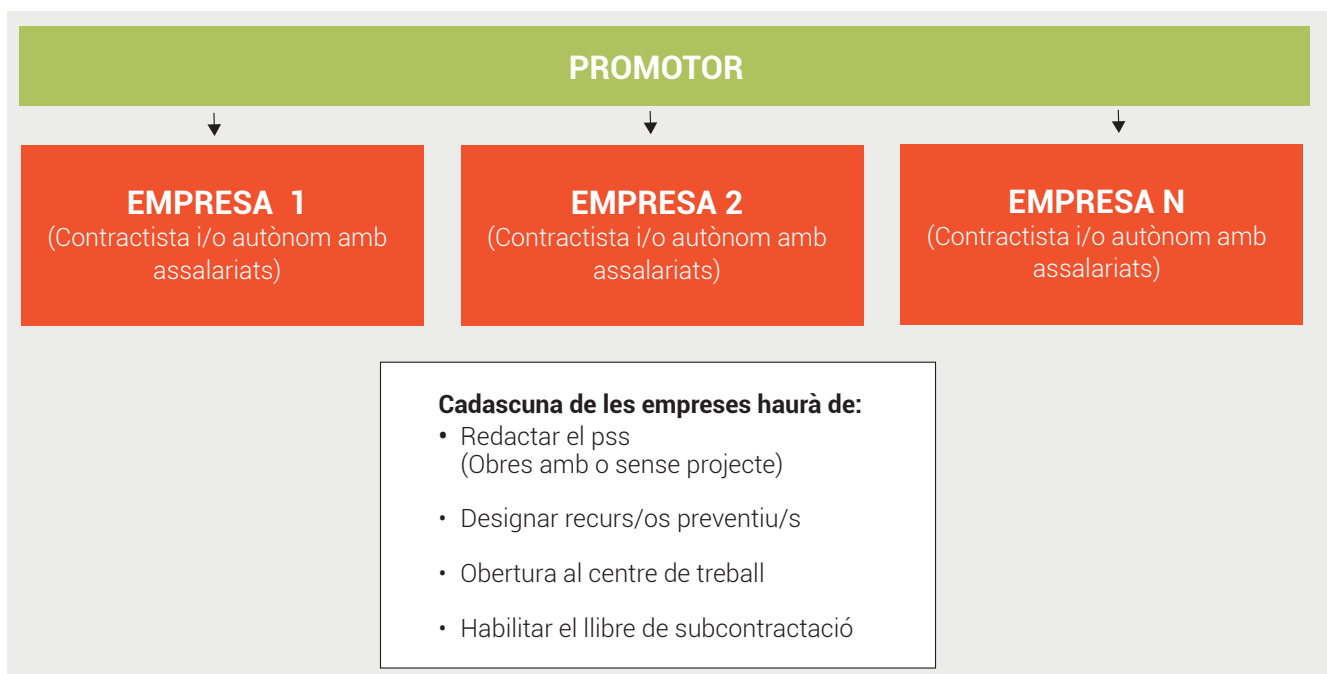 PROMOTOR
EMPRESA 1
(Contractista i/o autònom amb
assalariats)
EMPRESA 2
(Contractista i/o autònom amb
assalariats)
EMPRESA N
(Contractista i/o autònom amb
assalariats)
Cadascuna de les empreses haurà de:
• Redactar el pss
(Obres amb o sense projecte)
• Designar recurs/os preventiu/s
• Obertura al centre de treball
• Habilitar el llibre de subcontractació